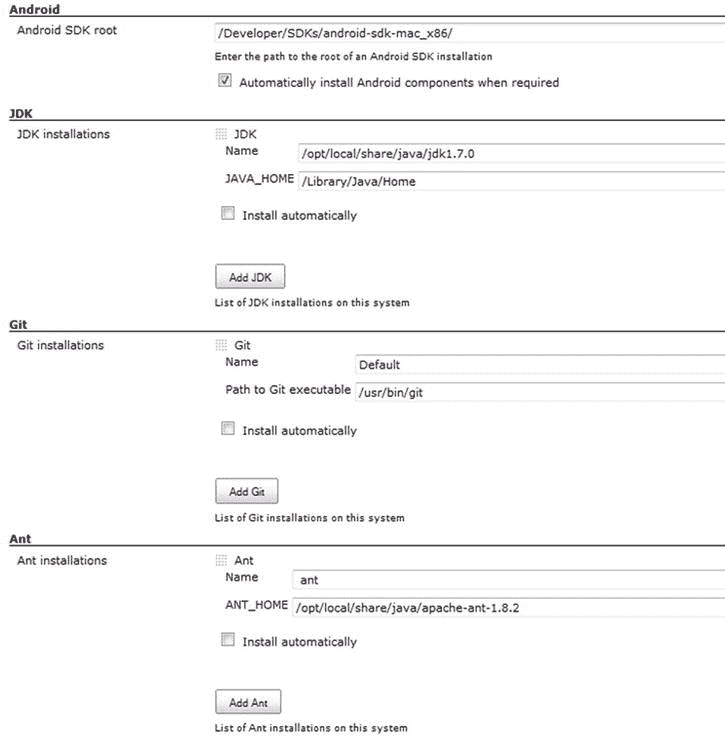 Android
Android SDK root /Developer/SDKs/android-sdk-mac_x86/
Enter the path to the root of an Android SDK installation
Automatically install Android components when required
JDK
JDK installations JDK
Name /opt/local/share/java/jdk1.7.0
JAVA_HOME /Library/Java/Home
Install automatically
Add JDK
List of JDK installations on this system
Git
Git installations Git
Name Default
Path to Git executable /usr/bin/git
Install automatically
Add Git
List of Git installations on this system
Ant
Ant installations Ant
Name ant
ANT_HOME /opt/local/share/java/apache-ant-1.8.2
Install automatically
Add Ant
List of Ant installations on this system